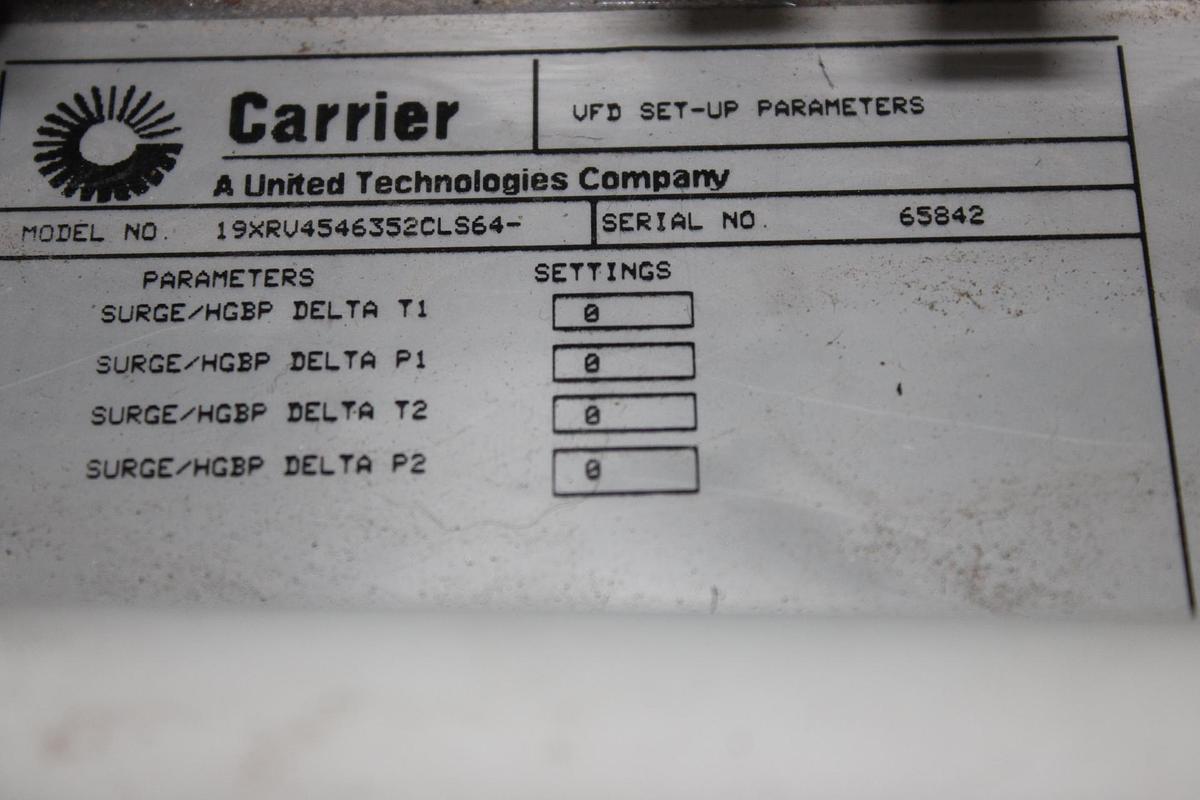 Carrier
VFD SET-UP PARAMETERS
A United Technologies Company
MODEL NO. 19XRV4546352CLS64- SERIAL NO. 65842
PARAMETERS SETTINGS
SURGE/HGBP DELTA T1 0
SURGE/HGBP DELTA P1 0
SURGE/HGBP DELTA T2 0
SURGE/HGBP DELTA P2 0